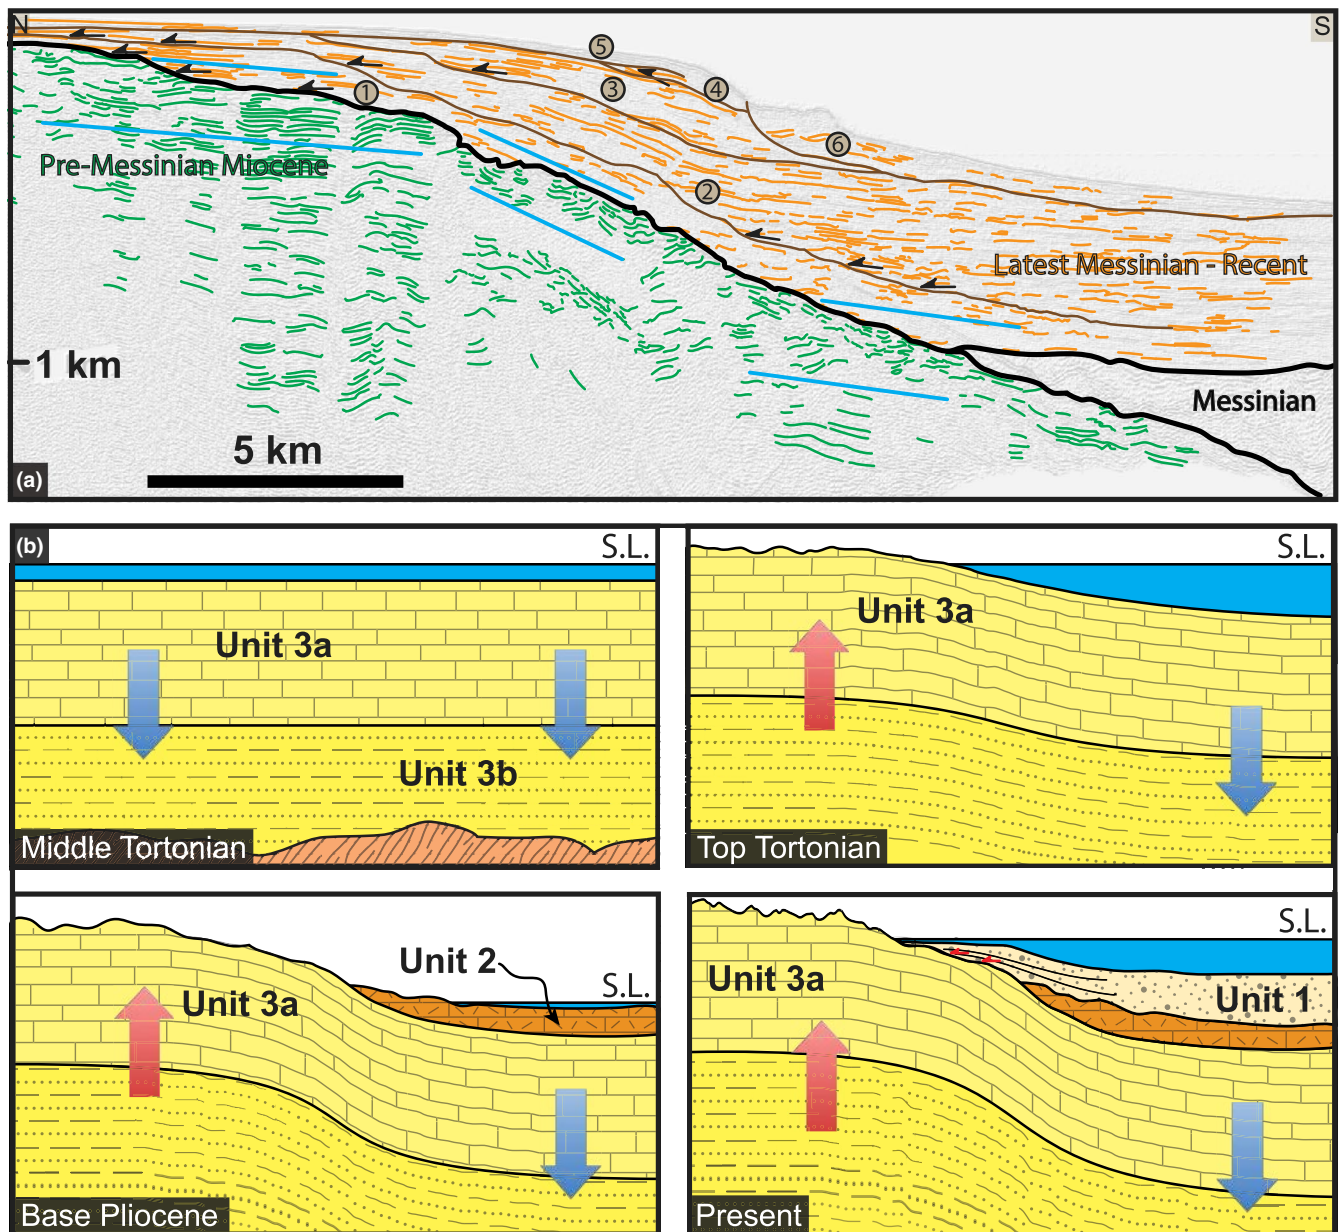 N
S
5
3
4
1
6
2
Pre-Messinian Miocene
Latest Messinian - Recent
1 km
Messinian
5 km
(a)
(b)
S.L.
S.L.
Unit 3a
Unit 3a
Unit 3b
Middle Tortonian
Top Tortonian
Unit 2
S.L.
S.L.
Unit 3a
Unit 3a
Unit 1
Base Pliocene
Present